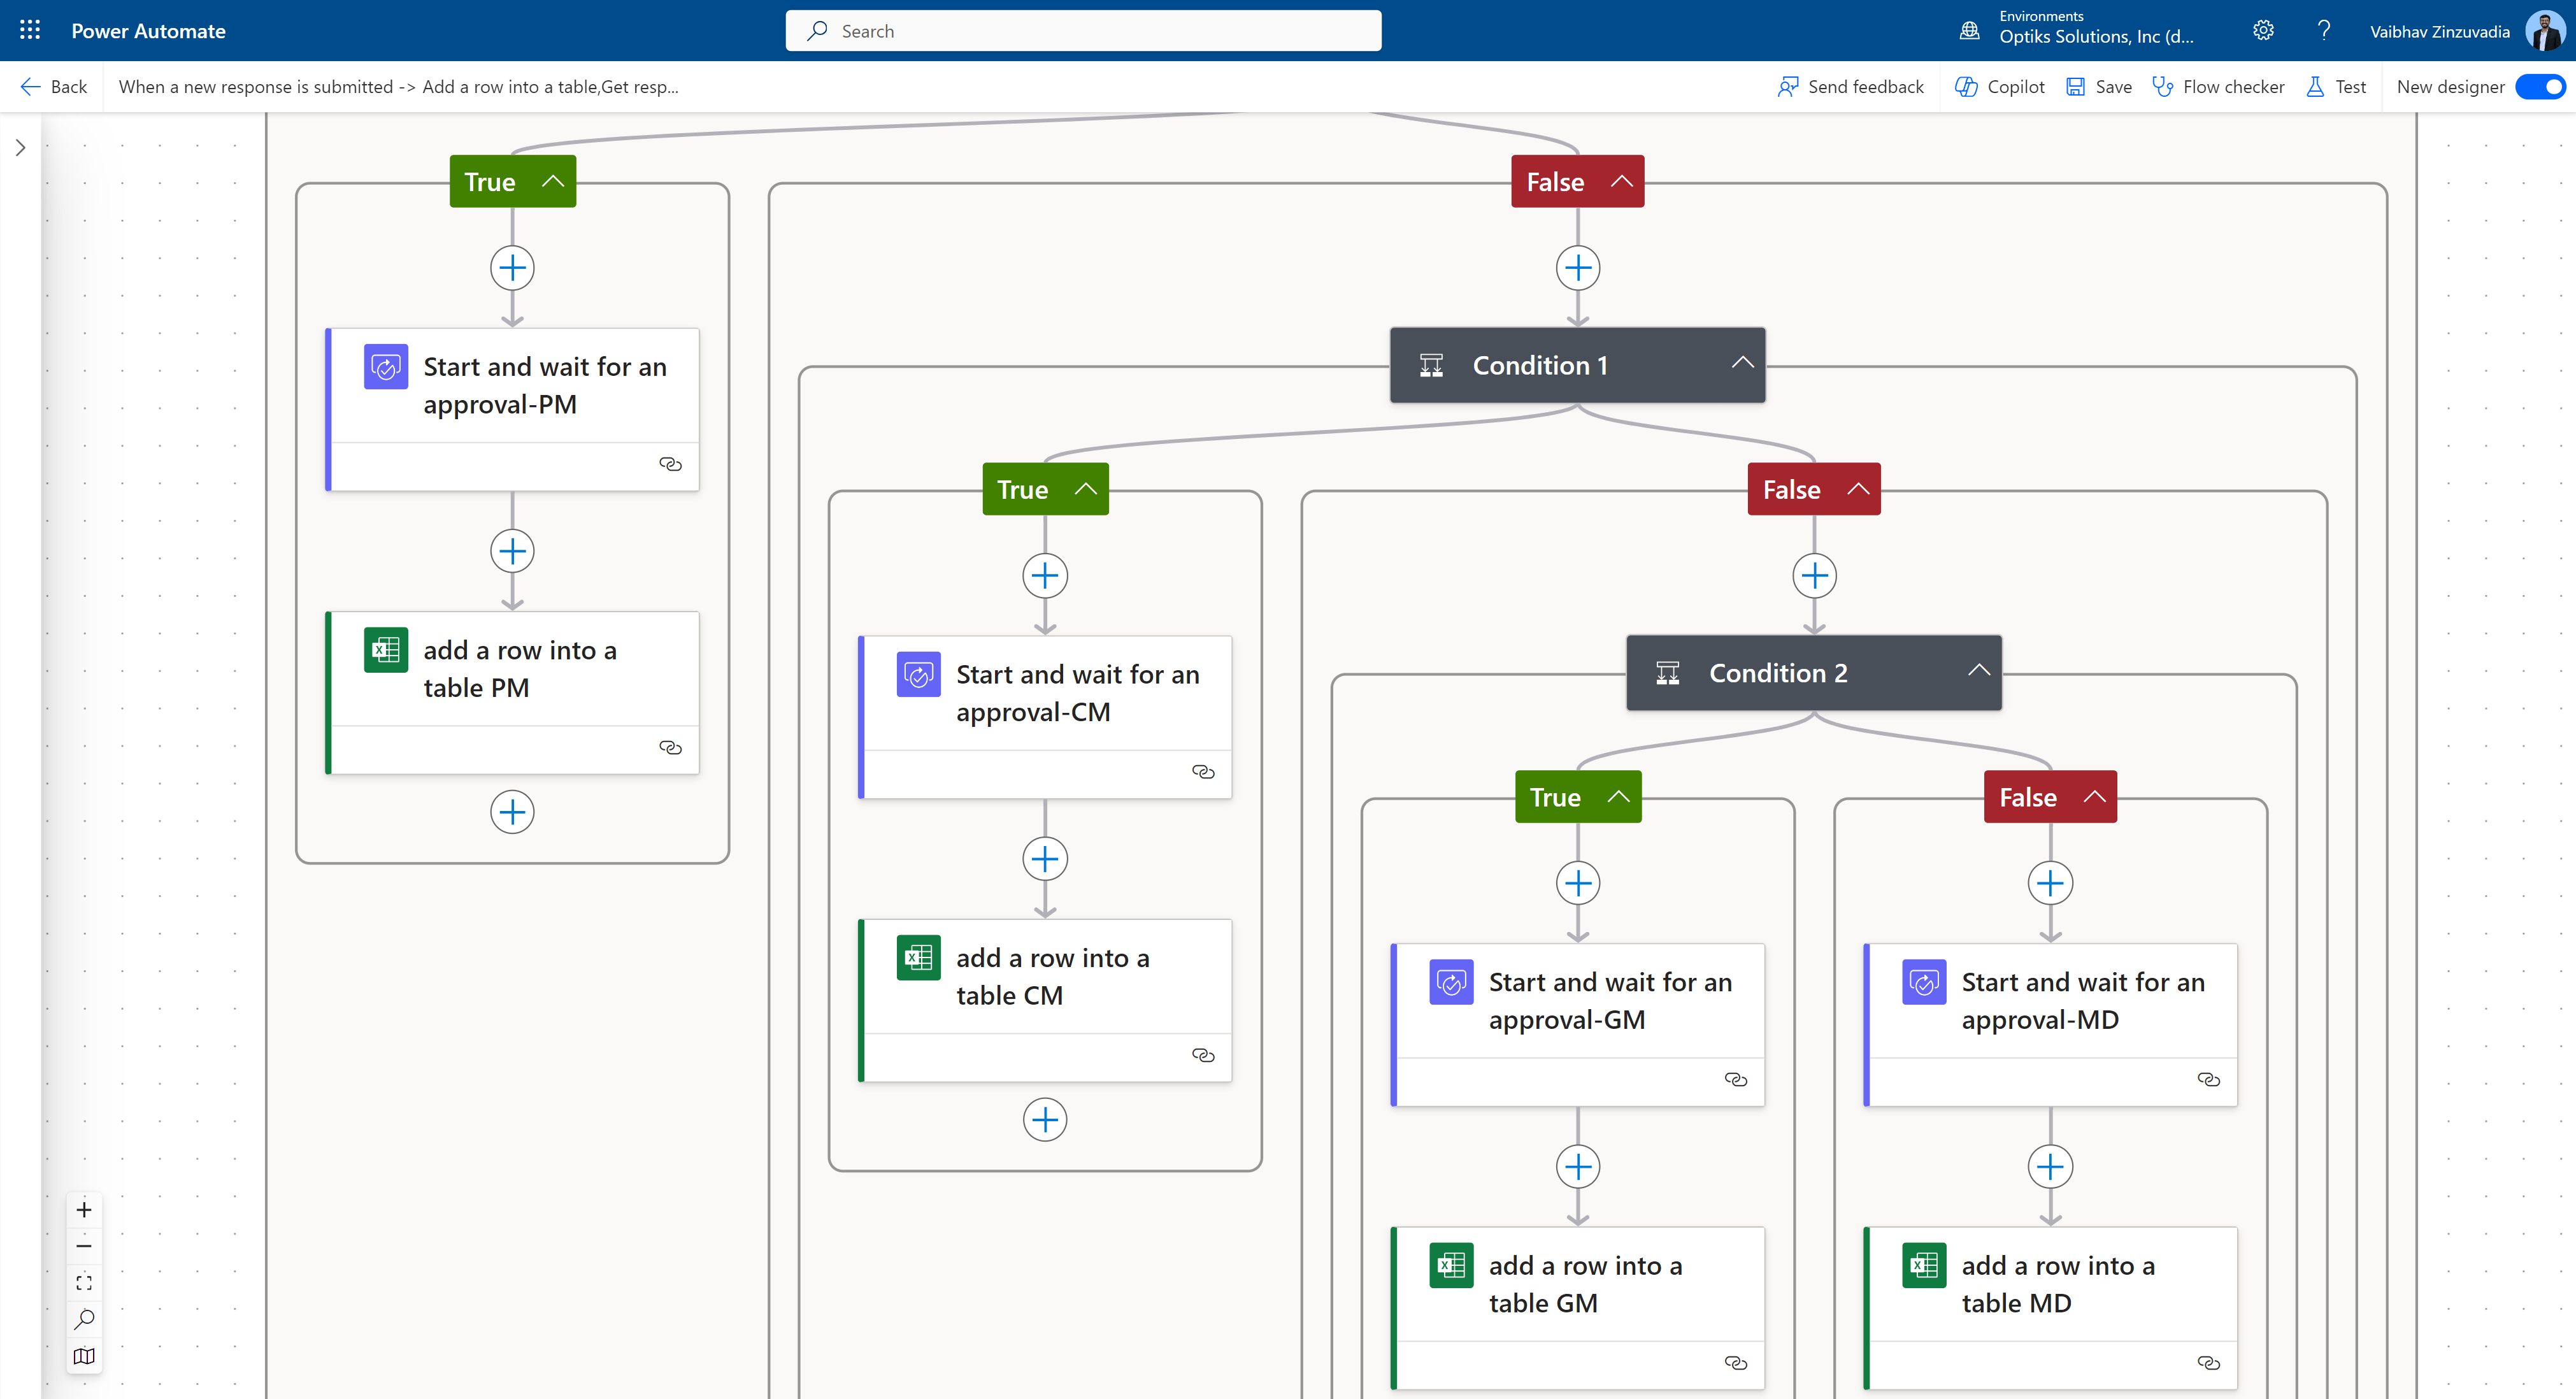 Power Automate
Search
Environments
Optiks Solutions, Inc (d...
Vaibhav Zinzuvadia
Back
When a new response is submitted -> Add a row into a table,Get resp...
Send feedback
Copilot
Save
Flow checker
Test
New designer
True
False
Start and wait for an
approval-PM
add a row into a
table PM
Condition 1
True
False
Start and wait for an
approval-CM
add a row into a
table CM
Condition 2
True
False
Start and wait for an
approval-GM
add a row into a
table GM
Start and wait for an
approval-MD
add a row into a
table MD